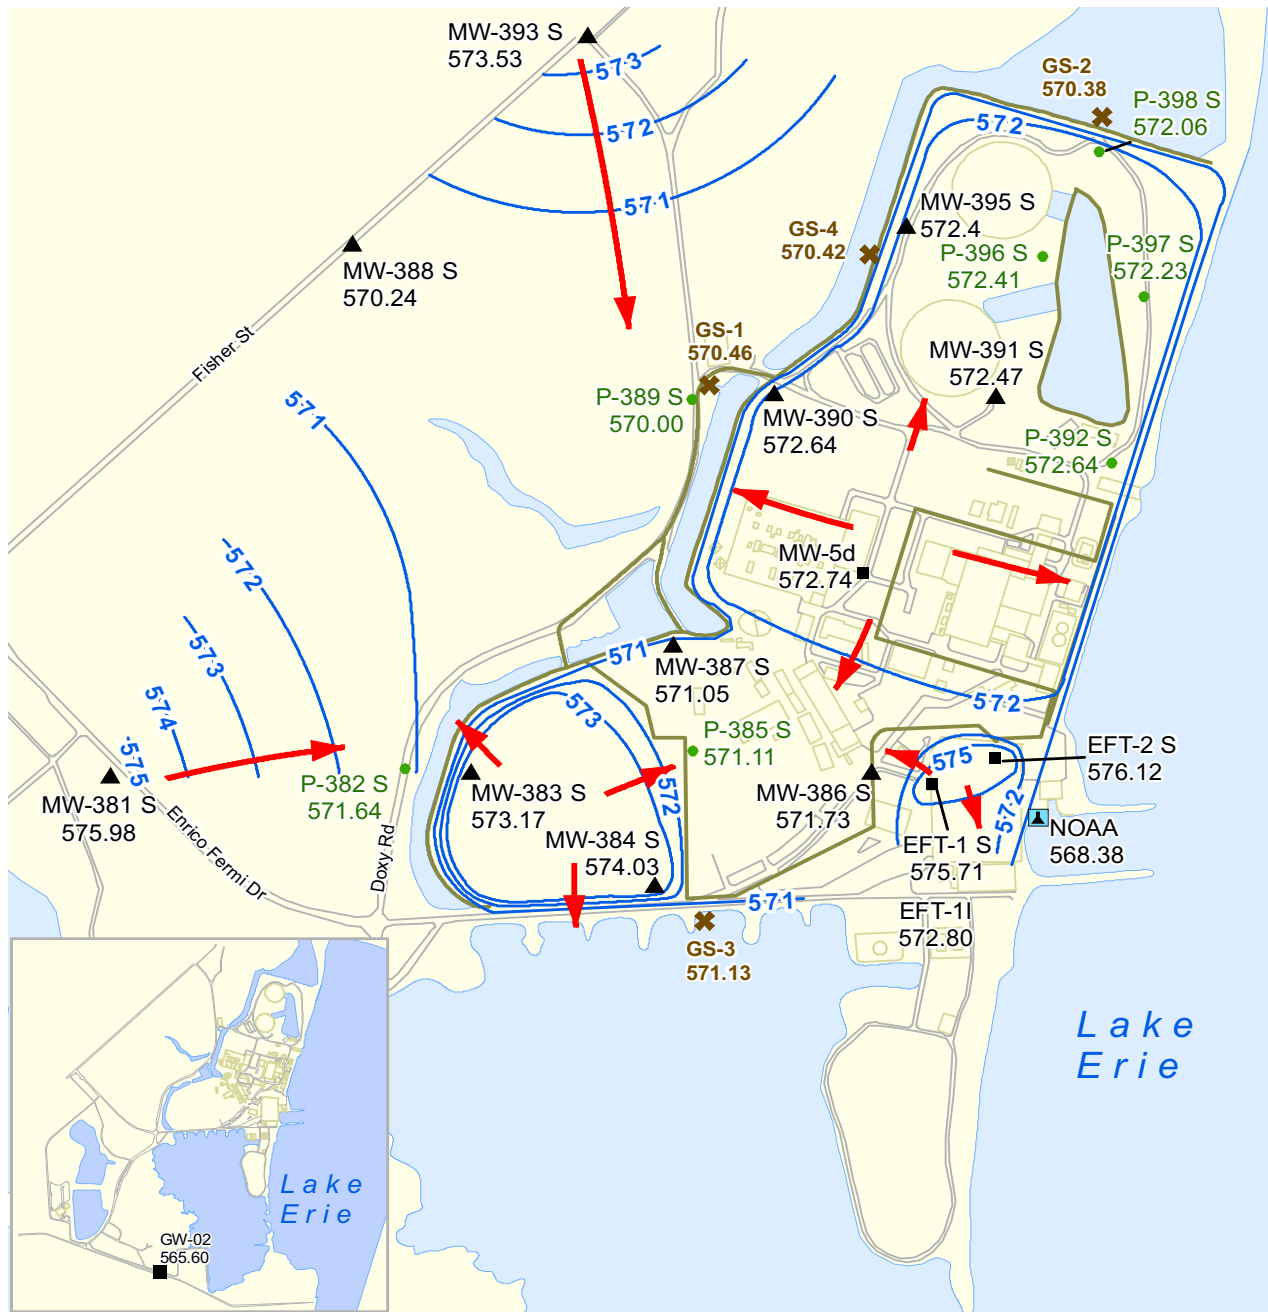 MW-393 S
573.53
573
572
571
GS-2
570.38
P-398 S
572.06
572
MW-395 S
572.4
GS-4
570.42
P-396 S
572.41
P-397 S
572.23
MW-388 S
570.24
Fisher St
GS-1
570.46
MW-391 S
572.47
P-389 S
570.00
MW-390 S
572.64
P-392 S
572.64
571
572
573
574
575
MW-5d
572.74
571
MW-387 S
571.05
572
573
572
P-385 S
571.11
575
EFT-2 S
576.12
MW-381 S
575.98
P-382 S
571.64
MW-383 S
573.17
MW-386 S
571.73
572
NOAA
568.38
Enrico Fermi Dr
Doxy Rd
MW-384 S
574.03
EFT-1 S
575.71
571
EFT-1I
572.80
GS-3
571.13
Lake
Erie
Lake
Erie
GW-02
565.60